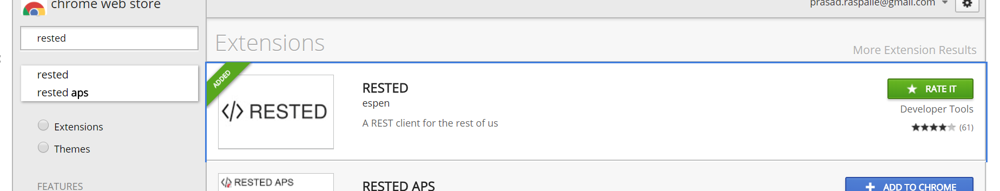 chrome web store
prasad.raspalle@gmail.com
rested
rested
rested aps
Extensions
Themes
FEATURES
Extensions
More Extension Results
ADDED
</> RESTED
RESTED
espen
A REST client for the rest of us
RATE IT
Developer Tools
(61)
</> RESTED APS
RESTED APS
ADD TO CHROME